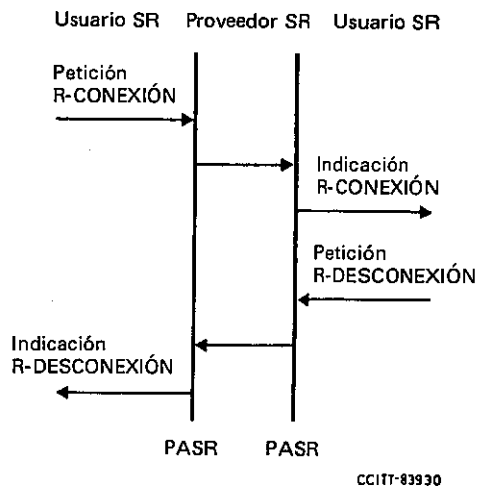 Usuario SR Proveedor SR Usuario SR
Petición
R-CONEXIÓN
Indicación
R-CONEXIÓN
Petición
R-DESCONEXIÓN
Indicación
R-DESCONEXIÓN
PASR PASR
CCITT-83930